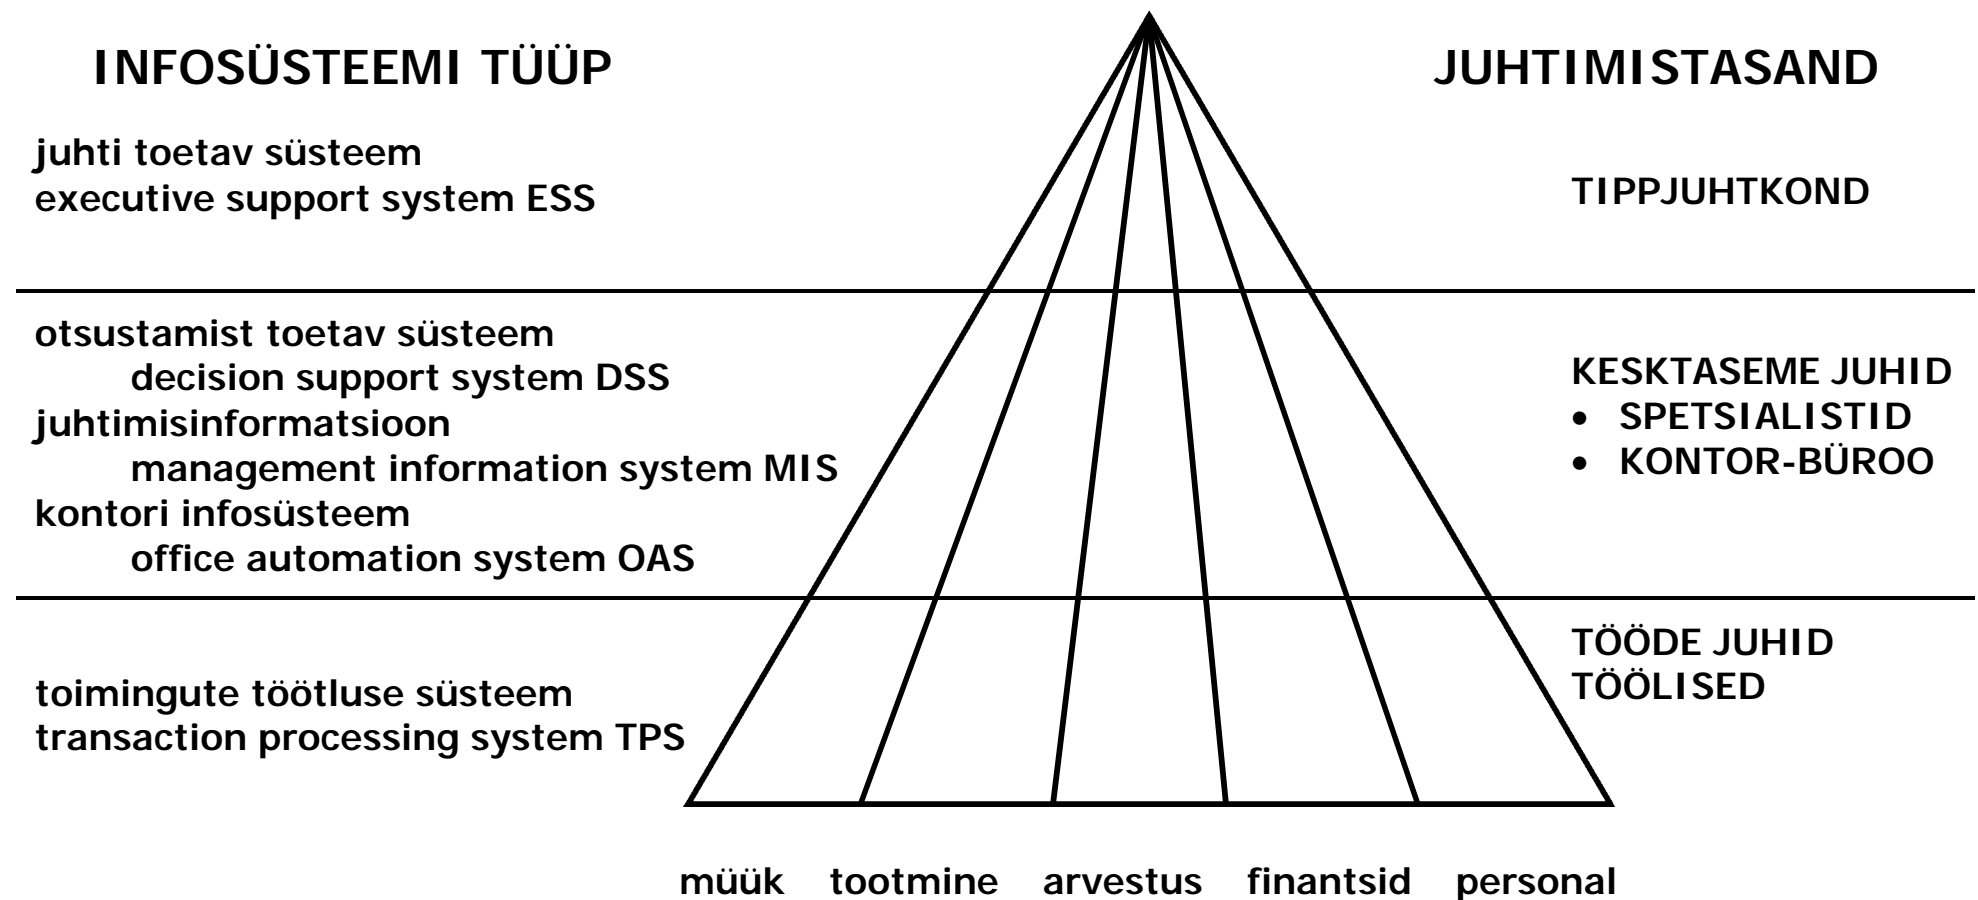 INFOSÜSTEEMI TÜÜP
JUHTIMISTASAND
juhti toetav süsteem
executive support system ESS
TIPPJUHTKOND
otsustamist toetav süsteem
decision support system DSS
juhtimisinformatsioon
management information system MIS
kontori infosüsteem
office automation system OAS
KESKTASEME JUHID
• SPETSIALISTID
• KONTOR-BÜROO
toimingute töötluse süsteem
transaction processing system TPS
TÖÖDE JUHID
TÖÖLISED
müük tootmine arvestus finantsid personal